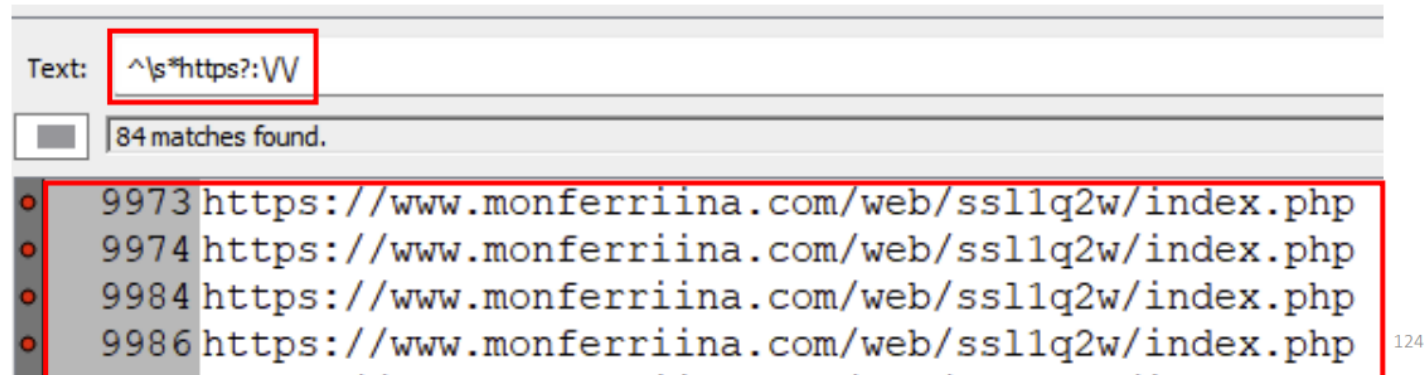 Text: ^\s*https?:\/\/
84 matches found.
9973 https://www.monferriina.com/web/ssl1q2w/index.php
9974 https://www.monferriina.com/web/ssl1q2w/index.php
9984 https://www.monferriina.com/web/ssl1q2w/index.php
9986 https://www.monferriina.com/web/ssl1q2w/index.php
124